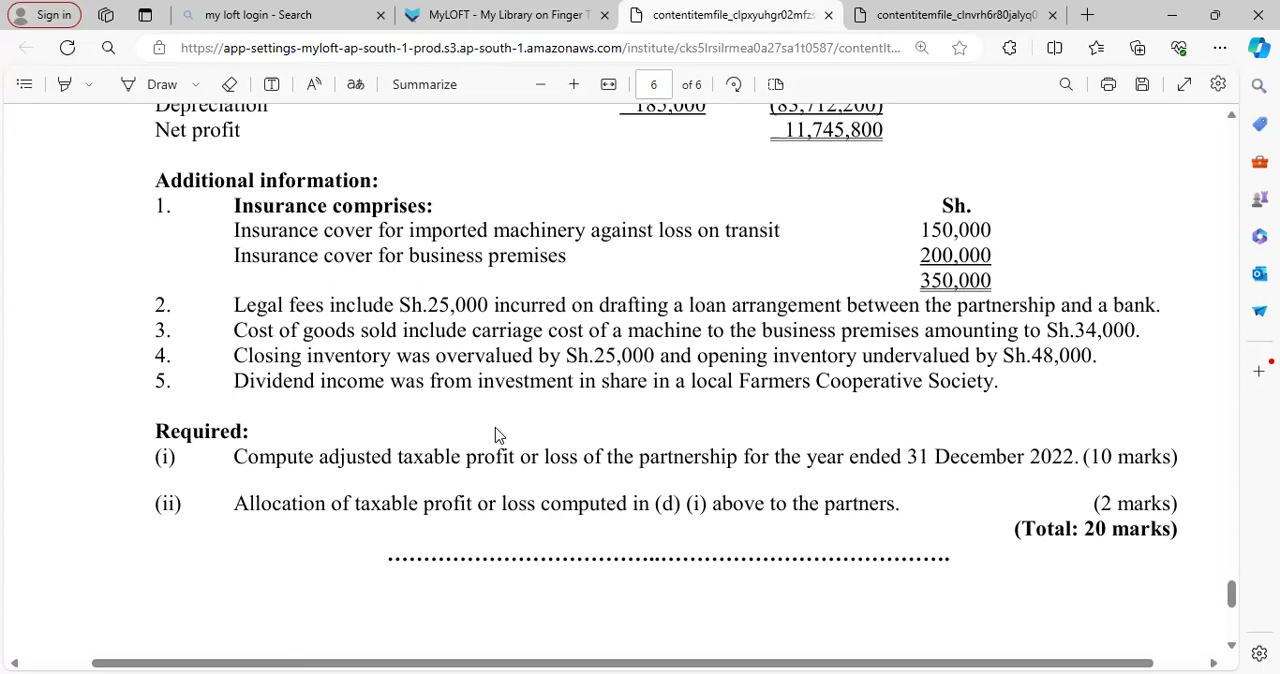 Sign in
my loft login - Search
MyLOFT - My Library on Finger T
contentitemfile_clpxyuhgr02mfzs
contentitemfile_clnvrh6r80jalyq0
https://app-settings-myloft-ap-south-1-prod.s3.ap-south-1.amazonaws.com/institute/cks5lrsilrmea0a27sa1t0587/contentIt...
Draw
aあ
Summarize
6 of 6
Depreciation 185,000 (83,712,200)
Net profit 11,745,800
Additional information:
1. Insurance comprises: Sh.
Insurance cover for imported machinery against loss on transit 150,000
Insurance cover for business premises 200,000
350,000
2. Legal fees include Sh.25,000 incurred on drafting a loan arrangement between the partnership and a bank.
3. Cost of goods sold include carriage cost of a machine to the business premises amounting to Sh.34,000.
4. Closing inventory was overvalued by Sh.25,000 and opening inventory undervalued by Sh.48,000.
5. Dividend income was from investment in share in a local Farmers Cooperative Society.
Required:
(i) Compute adjusted taxable profit or loss of the partnership for the year ended 31 December 2022. (10 marks)
(ii) Allocation of taxable profit or loss computed in (d) (i) above to the partners. (2 marks)
(Total: 20 marks)